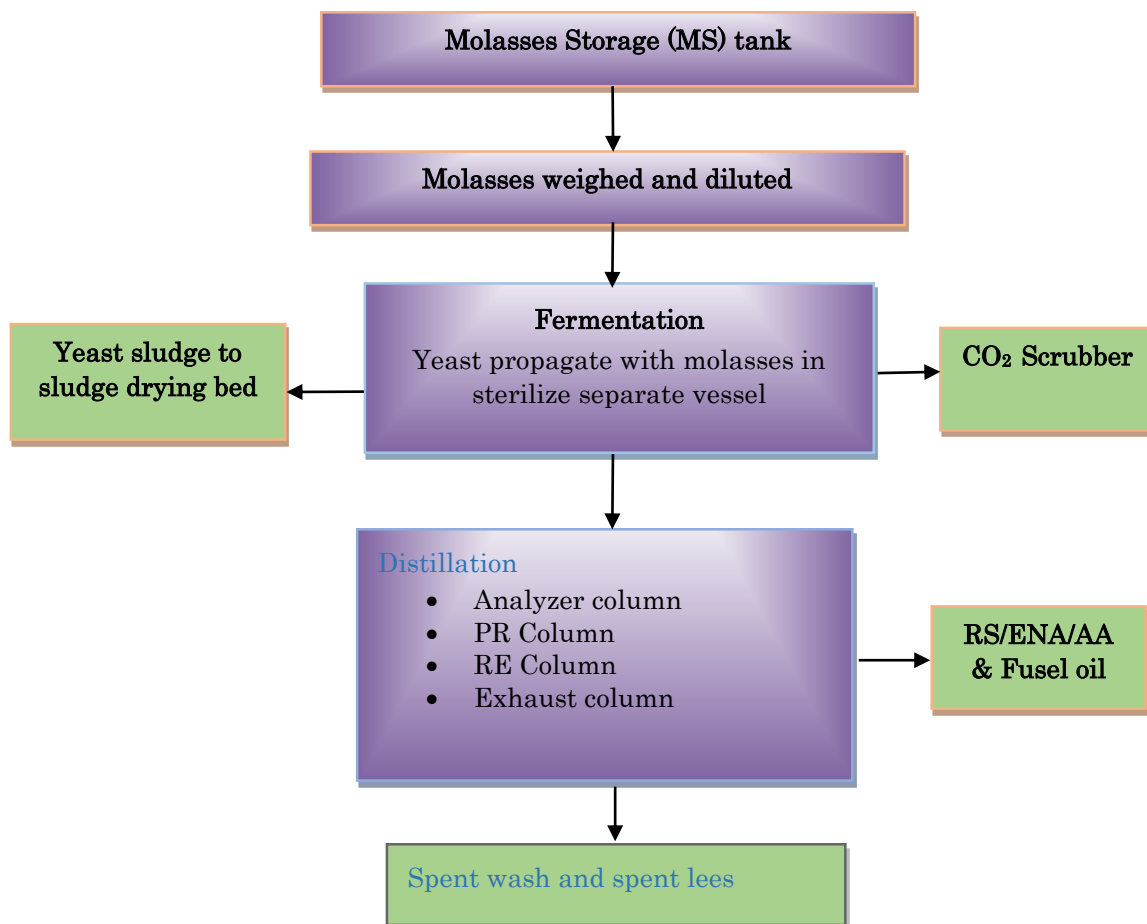 Molasses Storage (MS) tank
Molasses weighed and diluted
Fermentation
Yeast propagate with molasses in
sterilize separate vessel
Yeast sludge to
sludge drying bed
CO₂ Scrubber
Distillation
• Analyzer column
• PR Column
• RE Column
• Exhaust column
RS/ENA/AA
& Fusel oil
Spent wash and spent lees